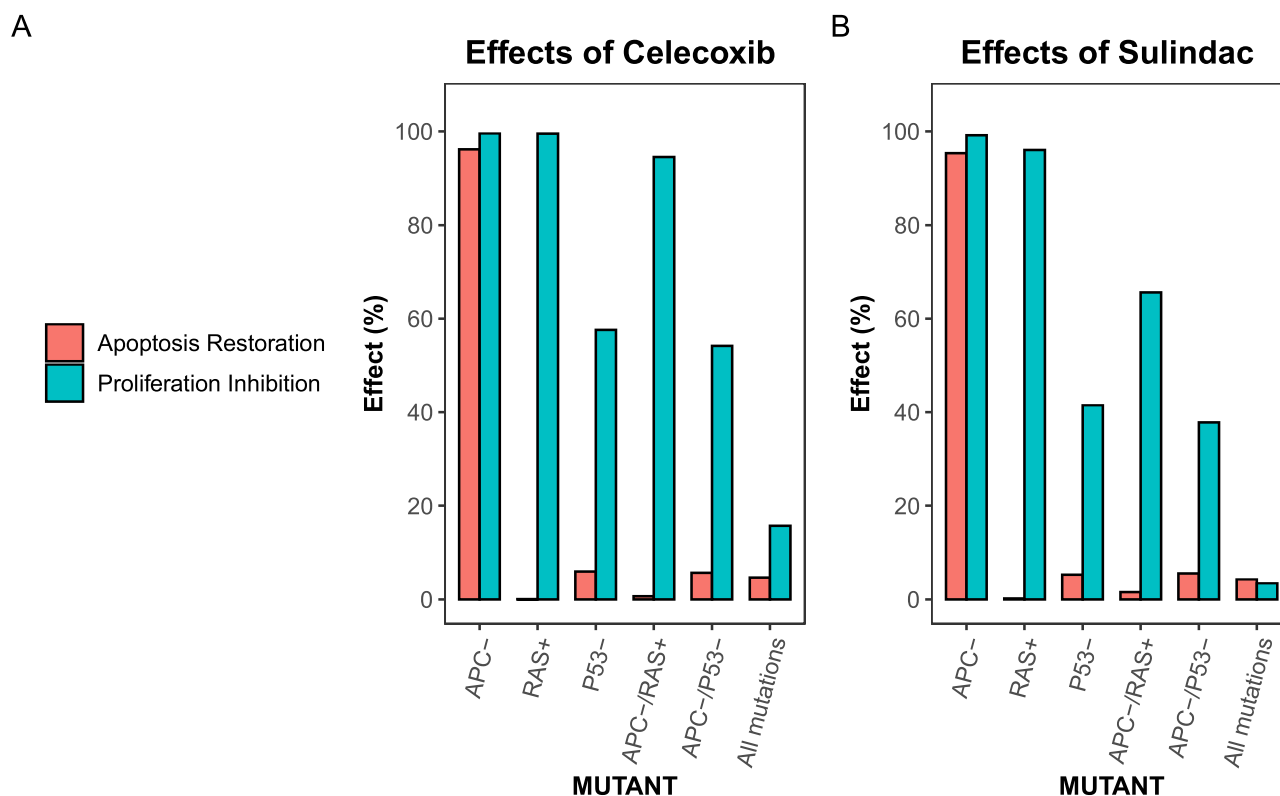 A
B
Effects of Celecoxib
Effects of Sulindac
Apoptosis Restoration
Proliferation Inhibition
Effect (%)
100
80
60
40
20
0
APC−
RAS+
P53−
APC−/RAS+
APC−/P53−
All mutations
MUTANT
Effect (%)
100
80
60
40
20
0
APC−
RAS+
P53−
APC−/RAS+
APC−/P53−
All mutations
MUTANT